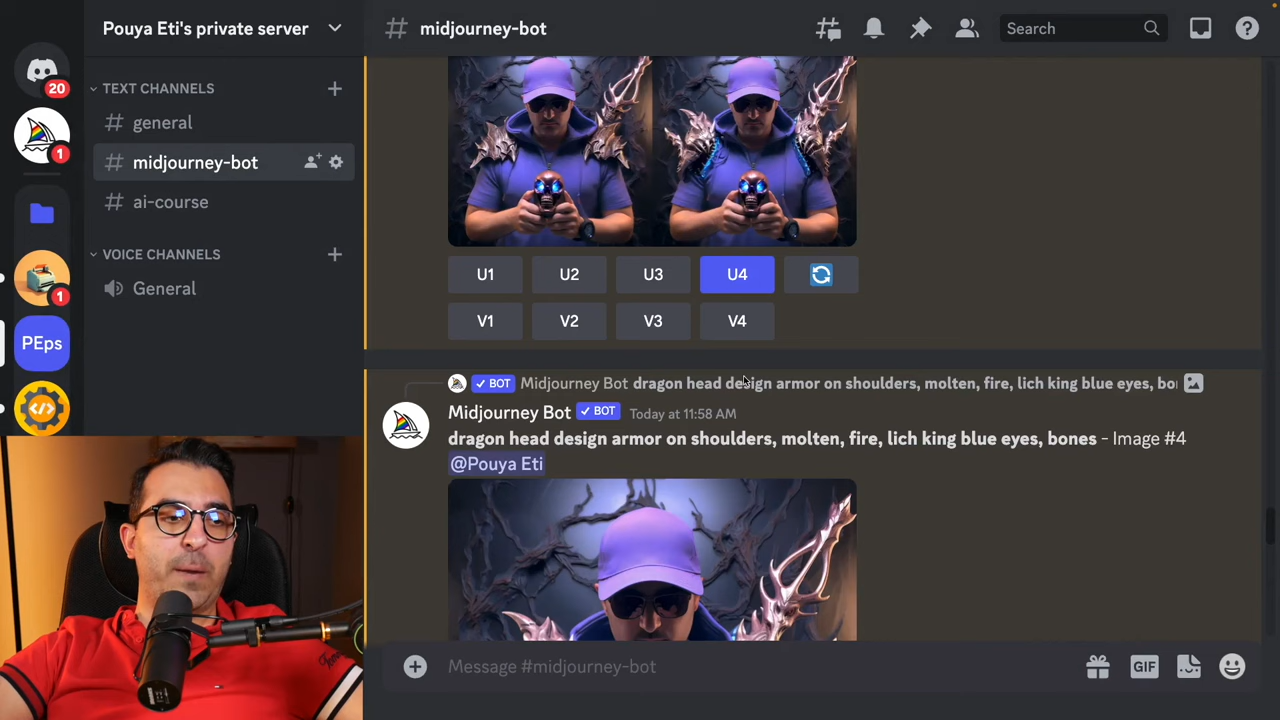 Pouya Eti's private server
# midjourney-bot
Search
20
TEXT CHANNELS
# general
1
# midjourney-bot
# ai-course
VOICE CHANNELS
General
1
PEps
U1 U2 U3 U4
V1 V2 V3 V4
✓ BOT Midjourney Bot dragon head design armor on shoulders, molten, fire, lich king blue eyes, bo
Midjourney Bot ✓ BOT Today at 11:58 AM
dragon head design armor on shoulders, molten, fire, lich king blue eyes, bones - Image #4
@Pouya Eti
Message #midjourney-bot
GIF